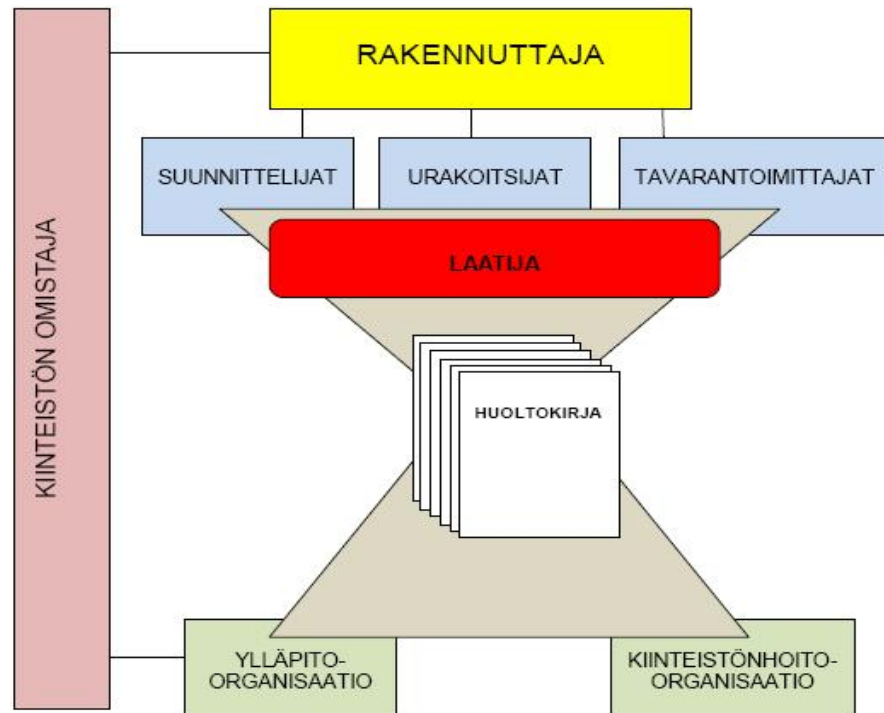 RAKENNUTTAJA
SUUNNITTELIJAT
URAKOITSIJAT
TAVARANTOIMITTAJAT
LAATIJA
KIINTEISTÖN OMISTAJA
HUOLTOKIRJA
YLLÄPITO-
ORGANISAATIO
KIINTEISTÖNHOITO-
ORGANISAATIO